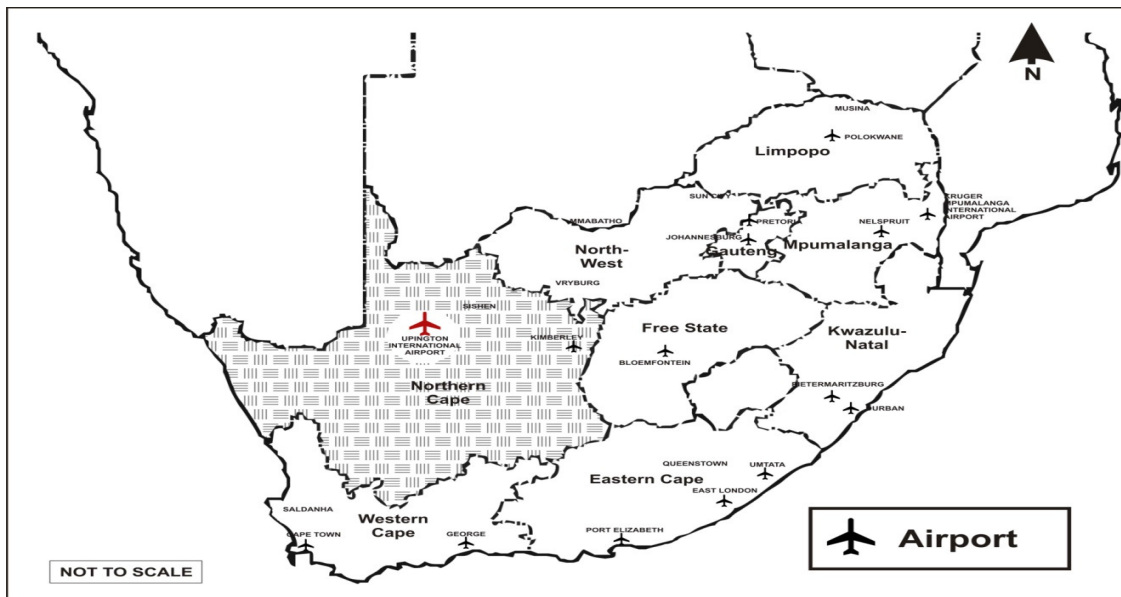 N
MUSINA
POLOKWANE
Limpopo
SUN CITY
KRUGER
MPUMALANGA
INTERNATIONAL
AIRPORT
MMABATHO
PRETORI
NELSPRUIT
JOHANNESBURG
North-
West
Gauteng
Mpumalanga
VRYBURG
SISHEN
UPINGTON
INTERNATIONAL
AIRPORT
KIMBERLEY
Free State
BLOEMFONTEIN
Kwazulu-
Natal
Northern
Cape
PIETERMARITZBURG
DURBAN
QUEENSTOWN
UMTATA
Eastern Cape
EAST LONDON
SALDANHA
Western
Cape
CAPE TOWN
GEORGE
PORT ELIZABETH
Airport
NOT TO SCALE